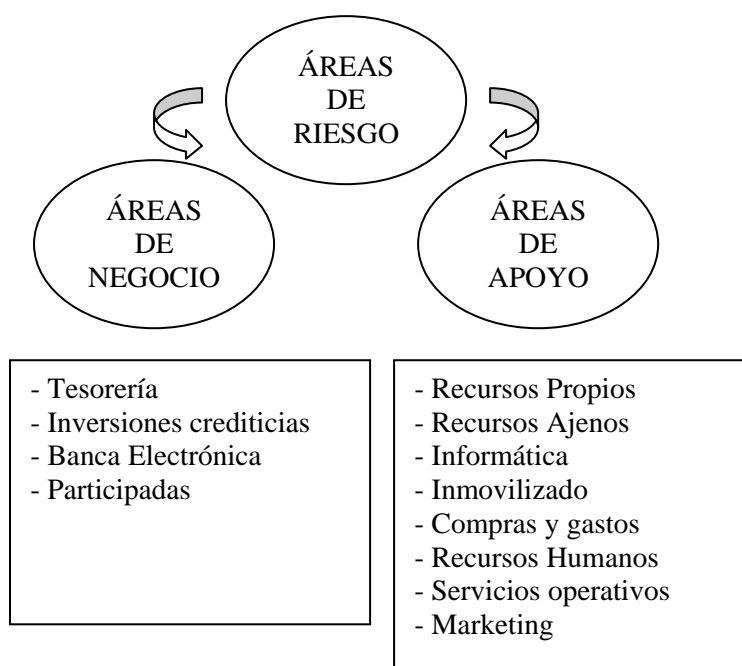 ÁREAS
DE
RIESGO
ÁREAS
DE
NEGOCIO
ÁREAS
DE
APOYO
- Tesorería
- Inversiones crediticias
- Banca Electrónica
- Participadas
- Recursos Propios
- Recursos Ajenos
- Informática
- Inmovilizado
- Compras y gastos
- Recursos Humanos
- Servicios operativos
- Marketing